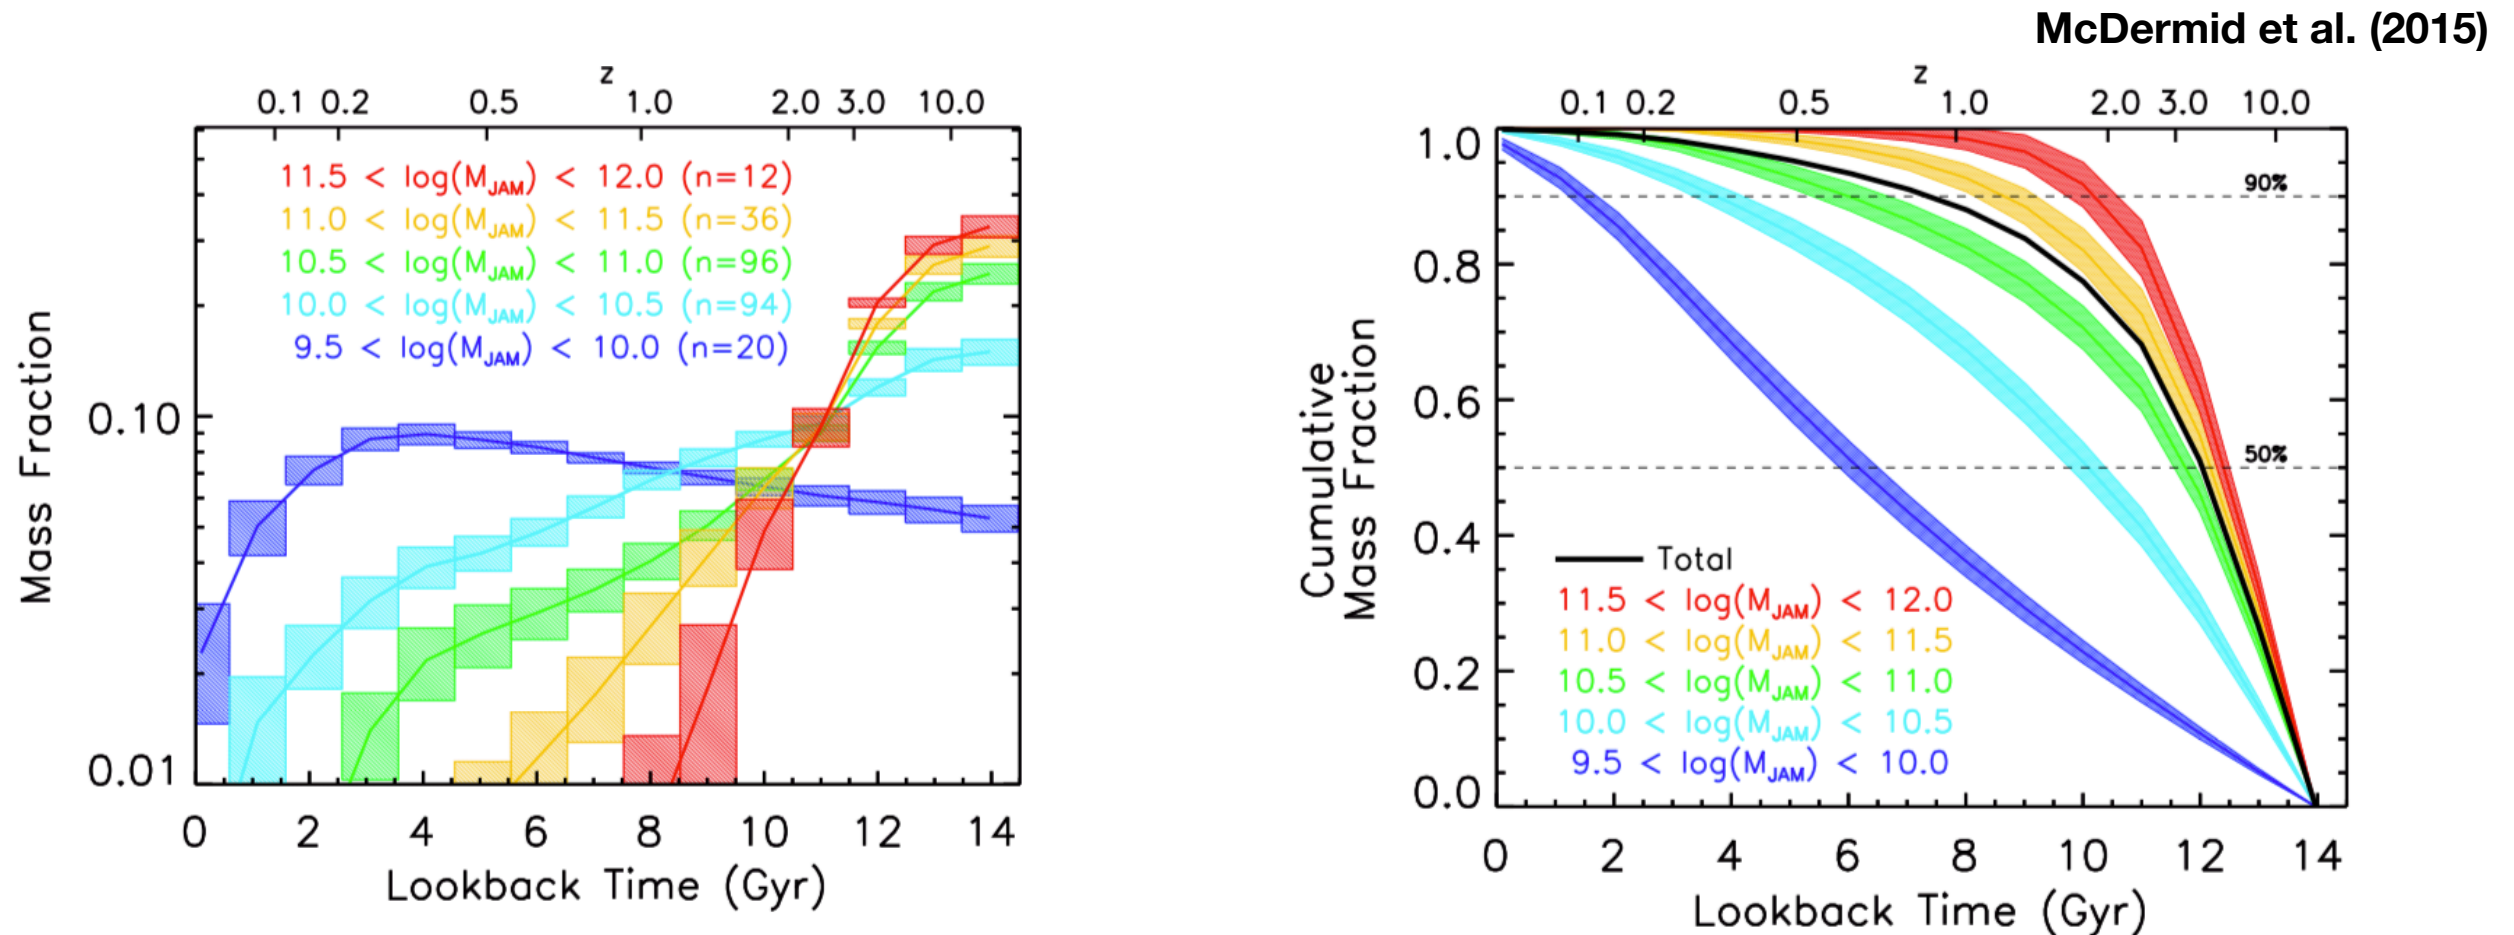 McDermid et al. (2015)
z
0.1 0.2 0.5 1.0 2.0 3.0 10.0
11.5 < log(MJAM) < 12.0 (n=12)
11.0 < log(MJAM) < 11.5 (n=36)
10.5 < log(MJAM) < 11.0 (n=96)
10.0 < log(MJAM) < 10.5 (n=94)
9.5 < log(MJAM) < 10.0 (n=20)
Mass Fraction
0.10
0.01
0 2 4 6 8 10 12 14
Lookback Time (Gyr)
z
0.1 0.2 0.5 1.0 2.0 3.0 10.0
Cumulative
Mass Fraction
1.0
0.8
0.6
0.4
0.2
0.0
90%
50%
Total
11.5 < log(MJAM) < 12.0
11.0 < log(MJAM) < 11.5
10.5 < log(MJAM) < 11.0
10.0 < log(MJAM) < 10.5
9.5 < log(MJAM) < 10.0
0 2 4 6 8 10 12 14
Lookback Time (Gyr)